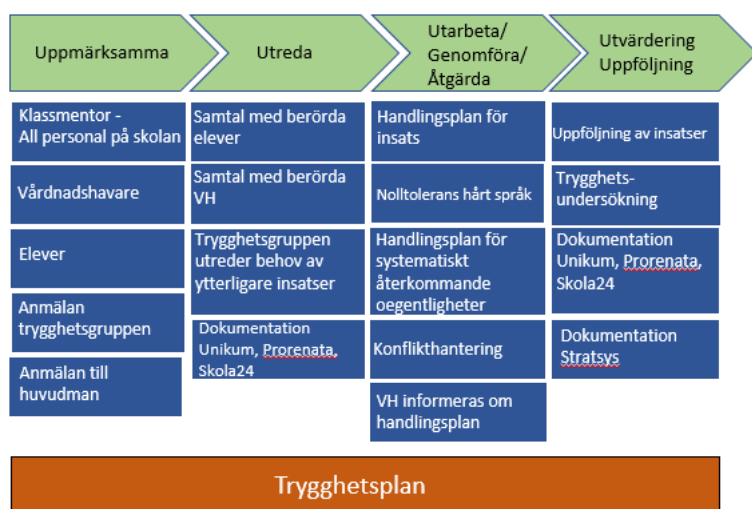 Uppmärksamma
Utreda
Utarbeta/
Genomföra/
Åtgärda
Utvärdering
Uppföljning
Klassmentor -
All personal på skolan
Vårdnadshavare
Elever
Anmälan
trygghetsgruppen
Anmälan till
huvudman
Samtal med berörda
elever
Samtal med berörda
VH
Trygghetsgruppen
utreder behov av
ytterligare insatser
Dokumentation
Unikum, Prorenata,
Skola24
Handlingsplan för
insats
Nolltolerans hårt språk
Handlingsplan för
systematiskt
återkommande
oegentligheter
Konflikthantering
VH informeras om
handlingsplan
Uppföljning av insatser
Trygghets-
undersökning
Dokumentation
Unikum, Prorenata,
Skola24
Dokumentation
Stratsys
Trygghetsplan